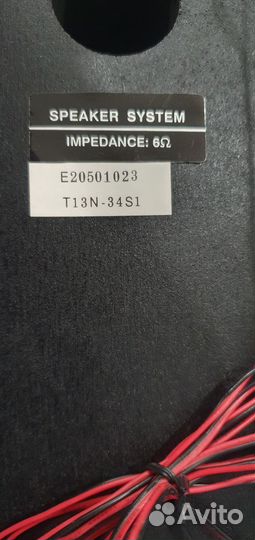 SPEAKER SYSTEM
IMPEDANCE: 6Ω
E20501023
T13N-34S1
Avito